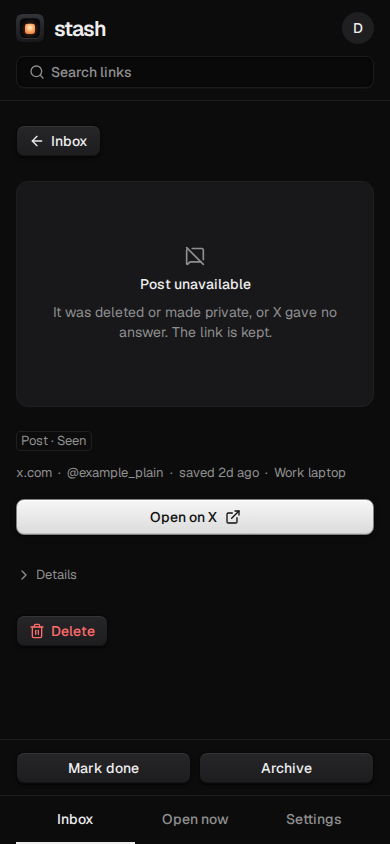 stash
D
Search links
Inbox
Post unavailable
It was deleted or made private, or X gave no
answer. The link is kept.
Post · Seen
x.com · @example_plain · saved 2d ago · Work laptop
Open on X
Details
Delete
Mark done
Archive
Inbox
Open now
Settings